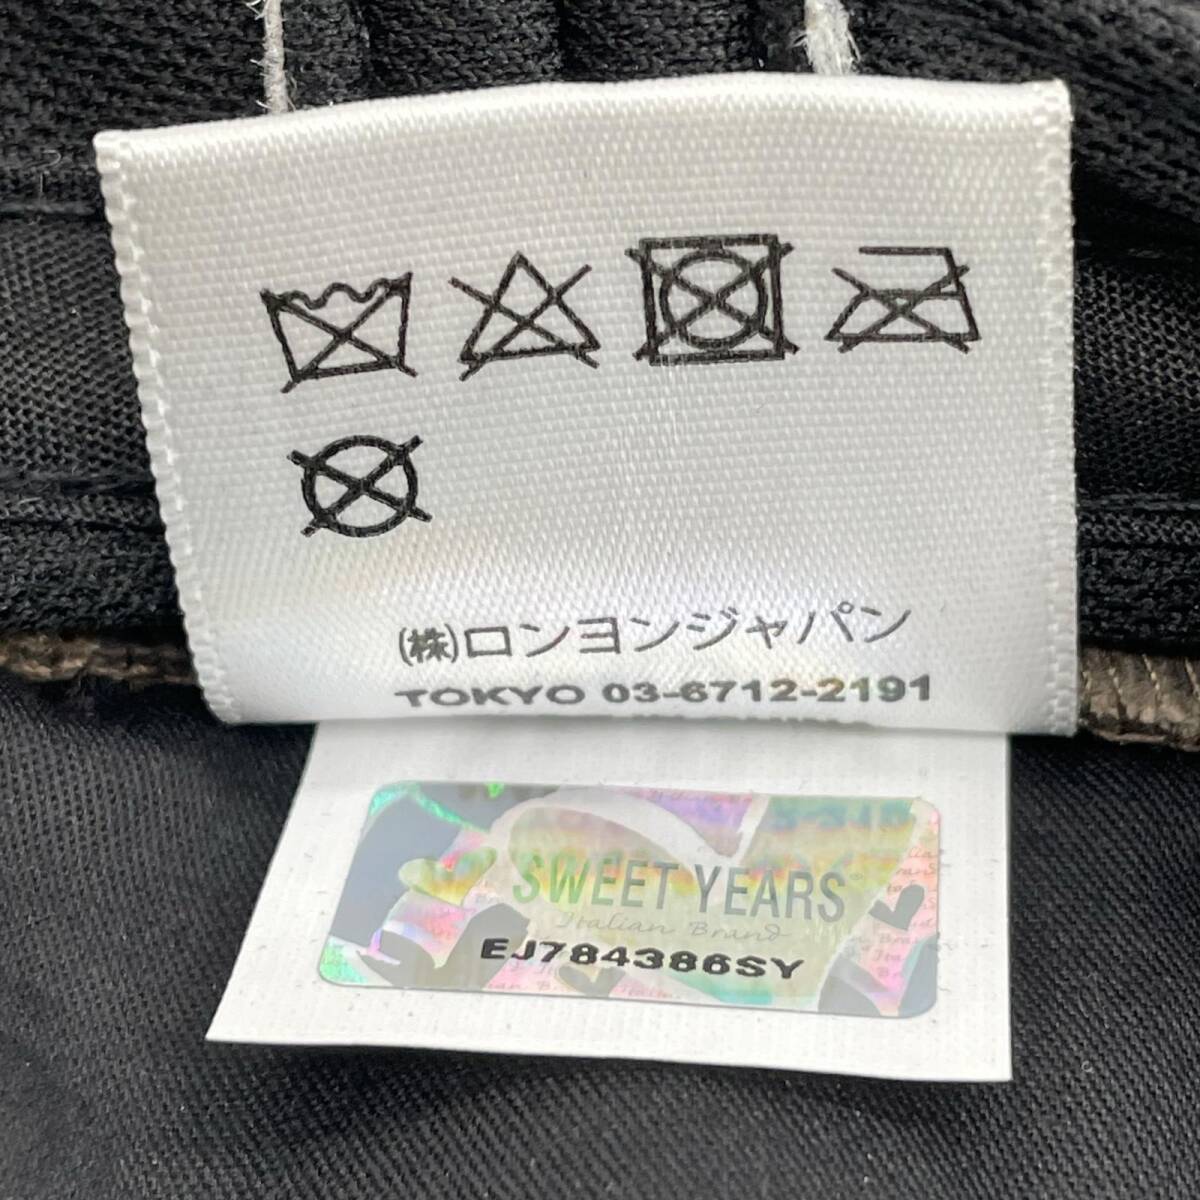 (株)ロンヨンジャパン
TOKYO 03-6712-2191
SWEET YEARS®
Italian Brand
EJ784386SY